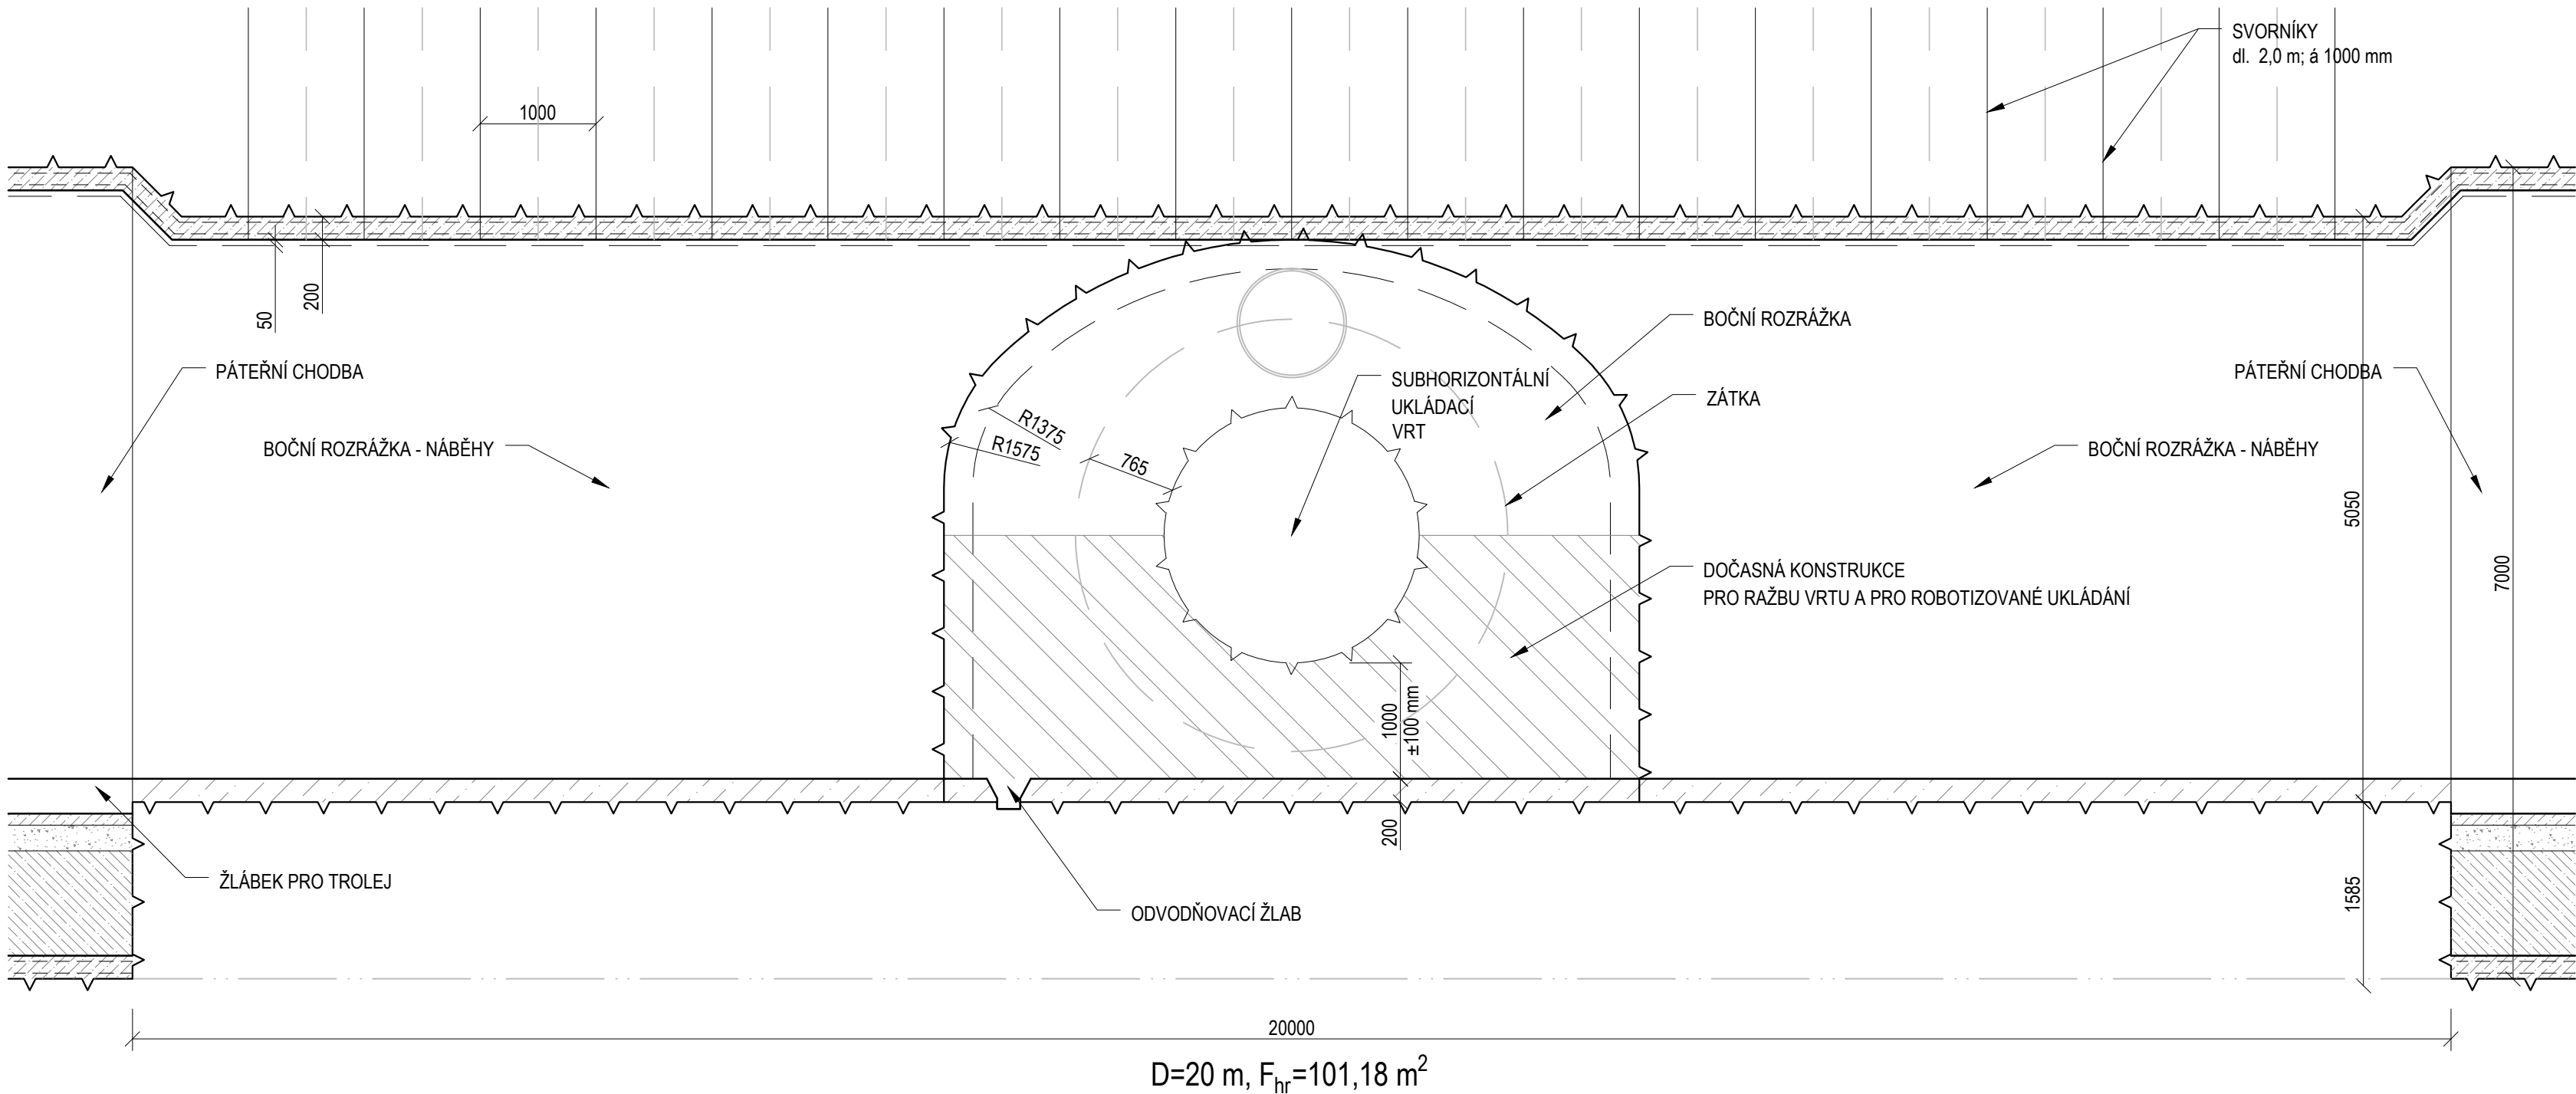 SVORNÍKY
dl. 2,0 m; á 1000 mm
1000
50
200
PÁTEŘNÍ CHODBA
BOČNÍ ROZRÁŽKA - NÁBĚHY
R1375
R1575
765
SUBHORIZONTÁLNÍ
UKLÁDACÍ
VRT
BOČNÍ ROZRÁŽKA
ZÁTKA
PÁTEŘNÍ CHODBA
BOČNÍ ROZRÁŽKA - NÁBĚHY
5050
7000
DOČASNÁ KONSTRUKCE
PRO RAŽBU VRTU A PRO ROBOTIZOVANÉ UKLÁDÁNÍ
1000
±100 mm
200
ŽLÁBEK PRO TROLEJ
ODVODŇOVACÍ ŽLAB
1585
20000
D=20 m, Fhr=101,18 m²